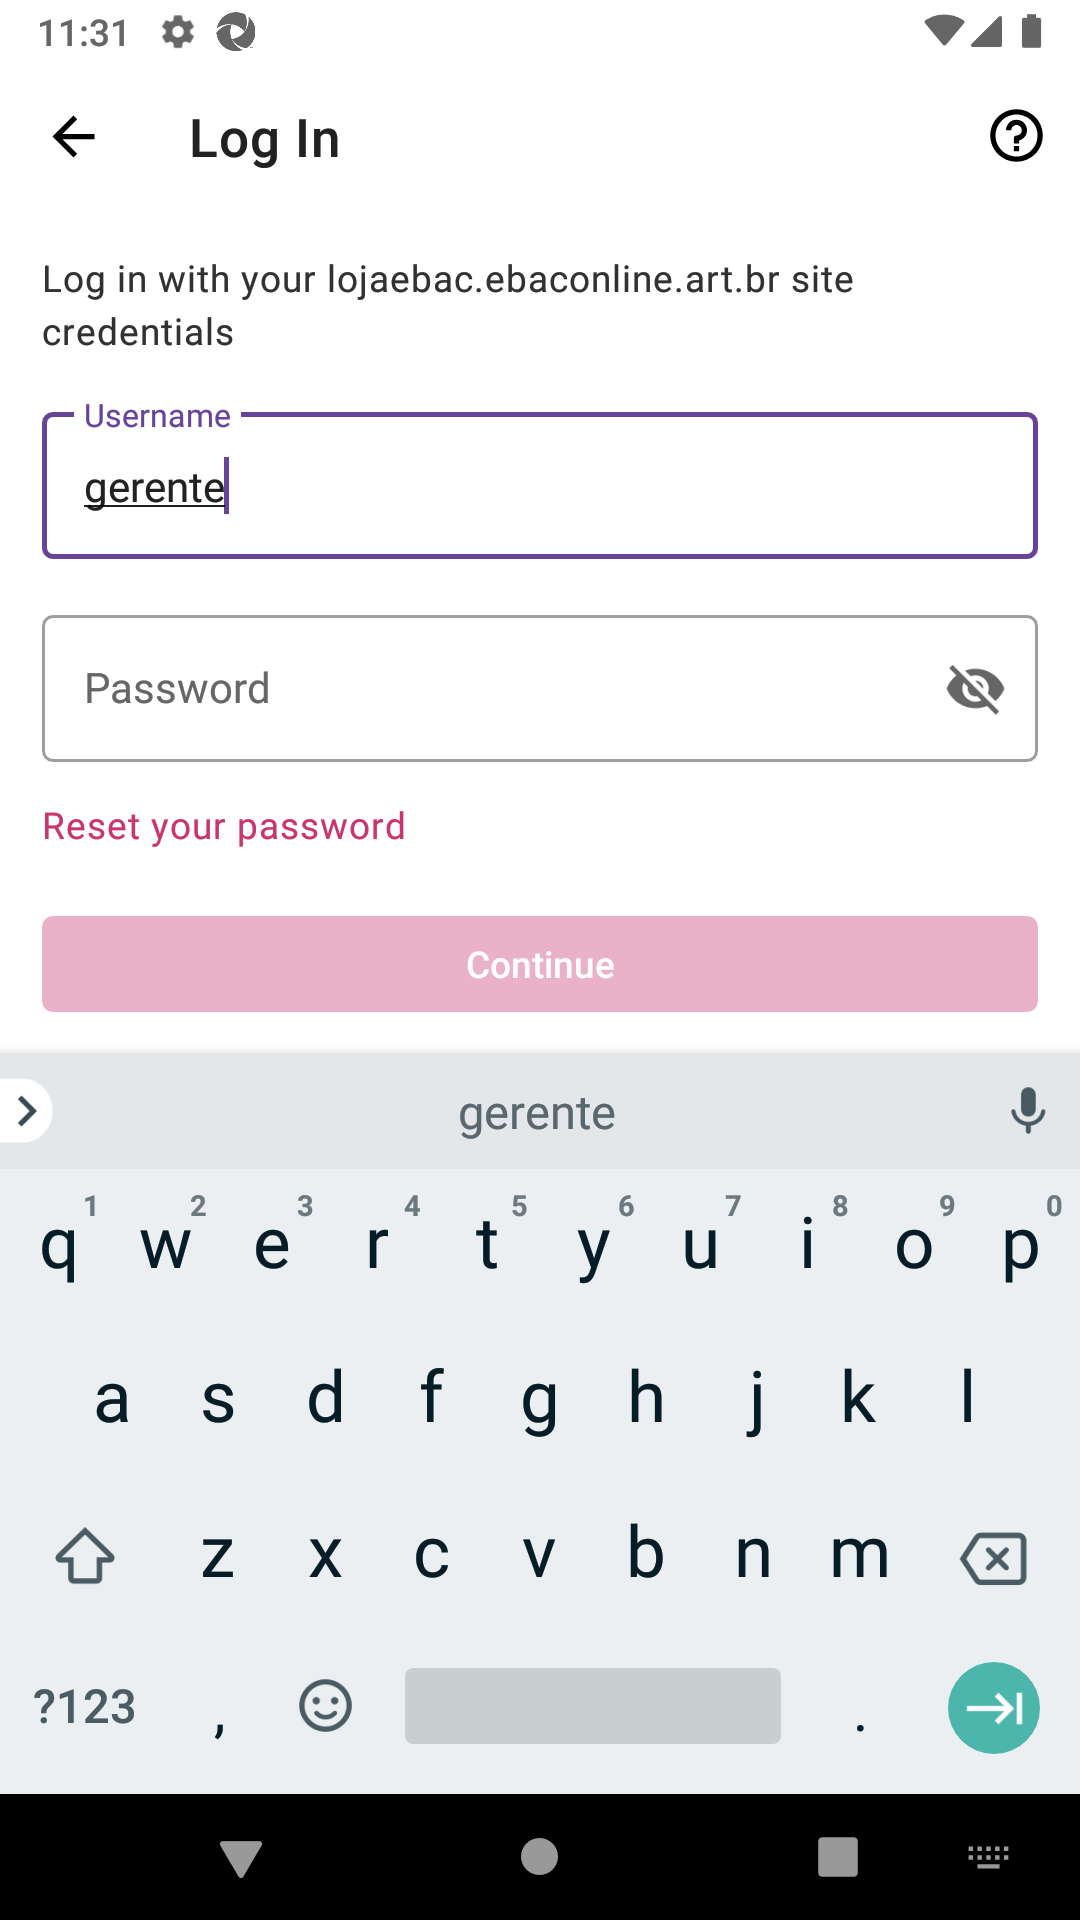 11:31
Log In
Log in with your lojaebac.ebaconline.art.br site
credentials
Username
gerente
Password
Reset your password
Continue
gerente
1 2 3 4 5 6 7 8 9 0
q w e r t y u i o p
a s d f g h j k l
z x c v b n m
?123 , .